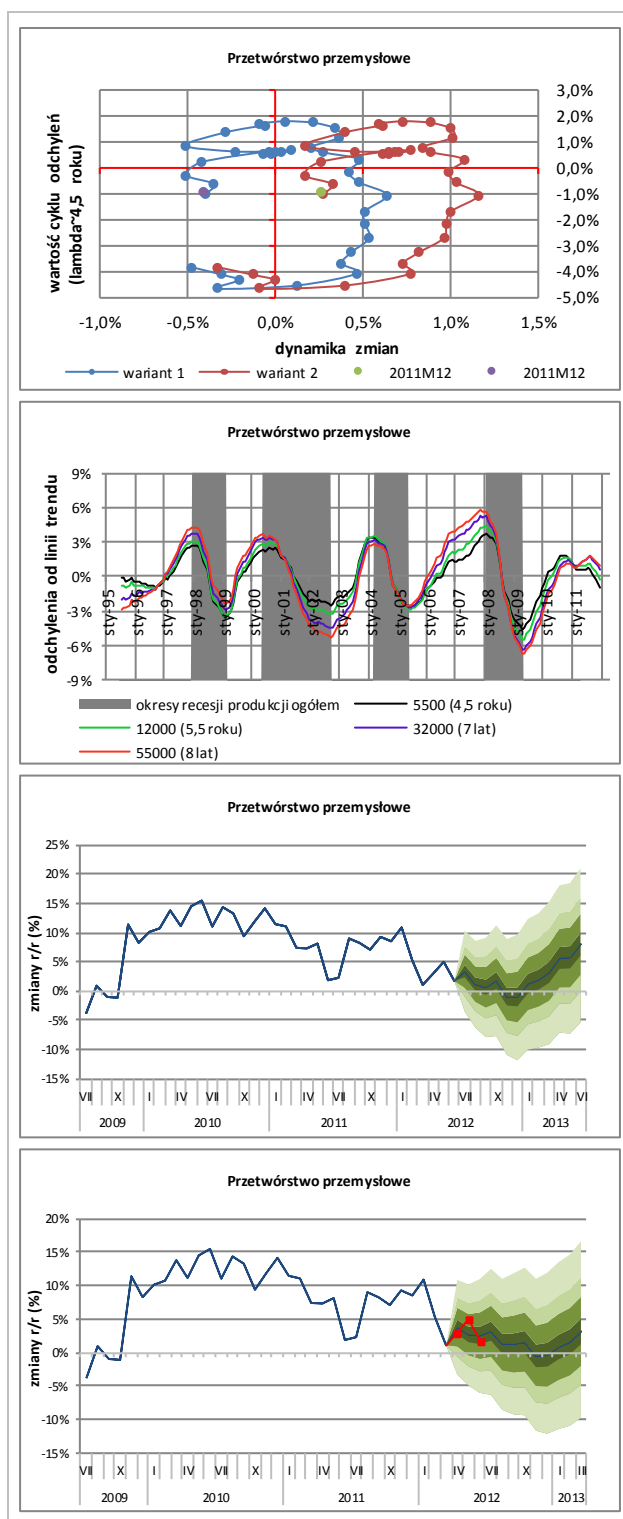 Przetwórstwo przemysłowe
wartość cyklu odchyleń
(lambda~4,5 roku)
3,0%
2,0%
1,0%
0,0%
-1,0%
-2,0%
-3,0%
-4,0%
-5,0%
-1,0% -0,5% 0,0% 0,5% 1,0% 1,5%
dynamika zmian
wariant 1 wariant 2 2011M12 2011M12
Przetwórstwo przemysłowe
odchylenia od linii trendu
9%
6%
3%
0%
-3%
-6%
-9%
sty-95 sty-96 sty-97 sty-98 sty-99 sty-00 sty-01 sty-02 sty-03 sty-04 sty-05 sty-06 sty-07 sty-08 sty-09 sty-10 sty-11
okresy recesji produkcji ogółem 5500 (4,5 roku)
12000 (5,5 roku) 32000 (7 lat)
55000 (8 lat)
Przetwórstwo przemysłowe
zmiany r/r (%)
25%
20%
15%
10%
5%
0%
-5%
-10%
-15%
VII X I IV VII X I IV VII X I IV VII X I IV VI
2009 2010 2011 2012 2013
Przetwórstwo przemysłowe
zmiany r/r (%)
20%
15%
10%
5%
0%
-5%
-10%
-15%
VII X I IV VII X I IV VII X I IV VII X I III
2009 2010 2011 2012 2013